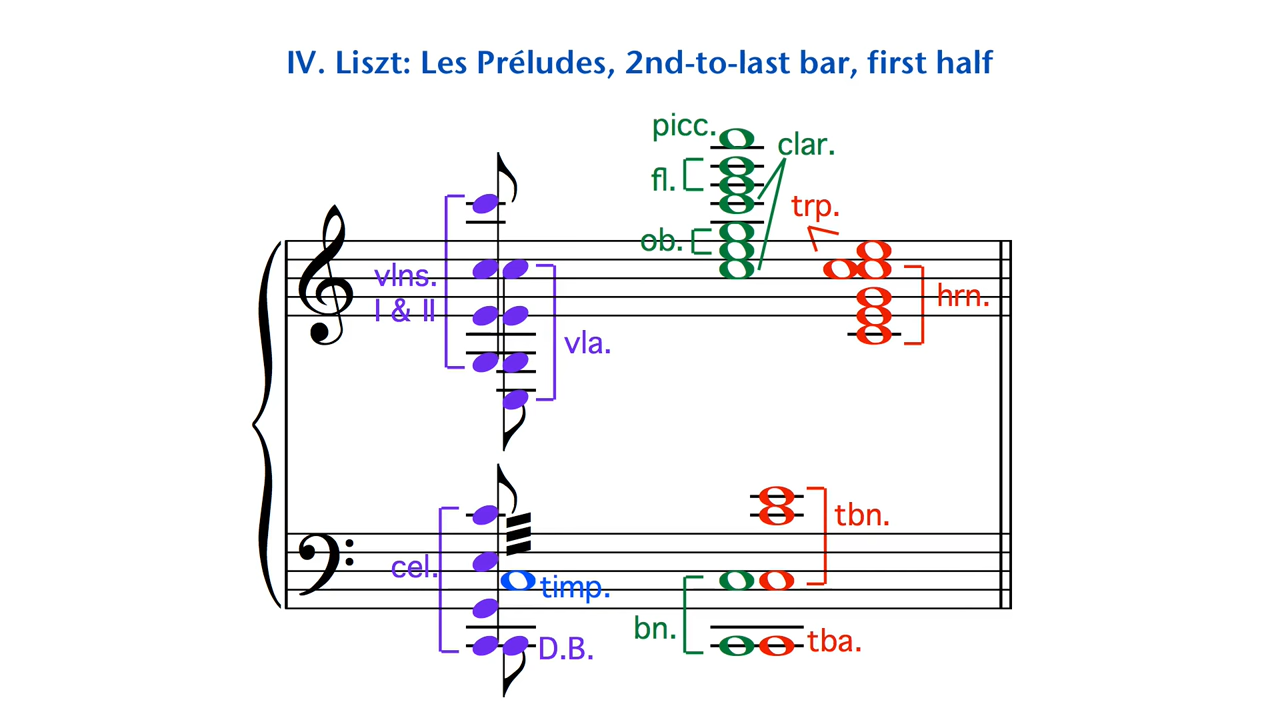 IV. Liszt: Les Préludes, 2nd-to-last bar, first half
picc.
clar.
fl.
trp.
ob.
vlns.
I & II
hrn.
vla.
tbn.
cel.
timp.
bn.
D.B.
tba.